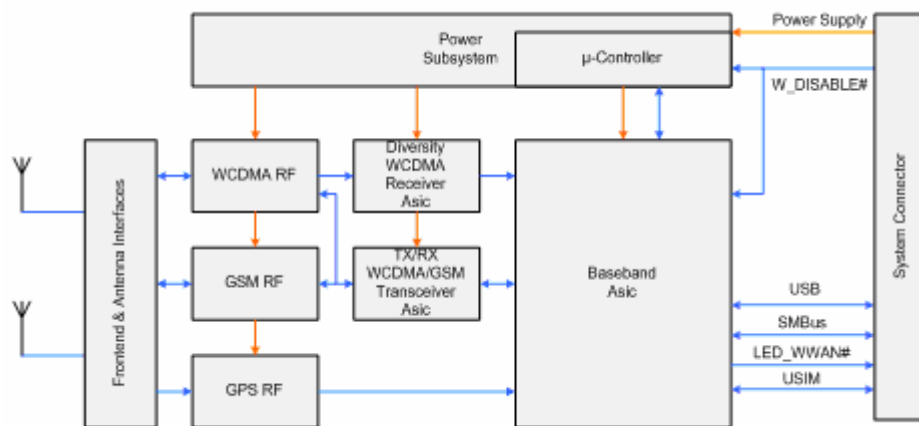 Power
Subsystem
µ-Controller
Power Supply
W_DISABLE#
Frontend & Antenna Interfaces
WCDMA RF
Diversity
WCDMA
Receiver
Asic
GSM RF
TX/RX
WCDMA/GSM
Transceiver
Asic
GPS RF
Baseband
Asic
USB
SMBus
LED_WWAN#
USIM
System Connector